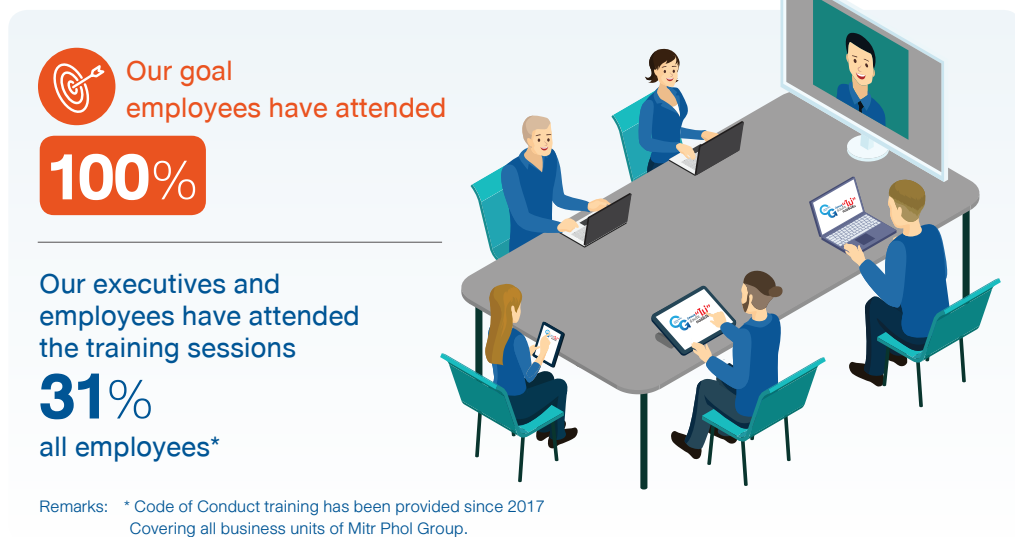 Our goal
employees have attended
100%
Our executives and
employees have attended
the training sessions
31%
all employees*
Remarks: * Code of Conduct training has been provided since 2017
Covering all business units of Mitr Phol Group.